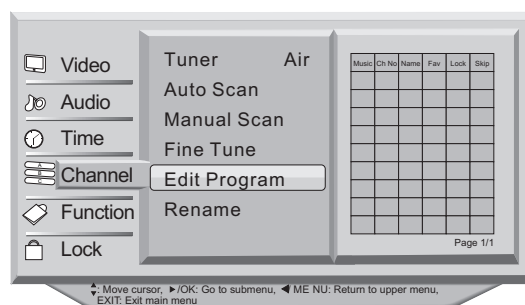 Video
Audio
Time
Channel
Function
Lock
Tuner Air
Auto Scan
Manual Scan
Fine Tune
Edit Program
Rename
Music Ch No Name Fav Lock Skip
Page 1/1
: Move cursor, ▶/OK: Go to submenu, ◀ ME NU: Return to upper menu,
EXIT: Exit main menu